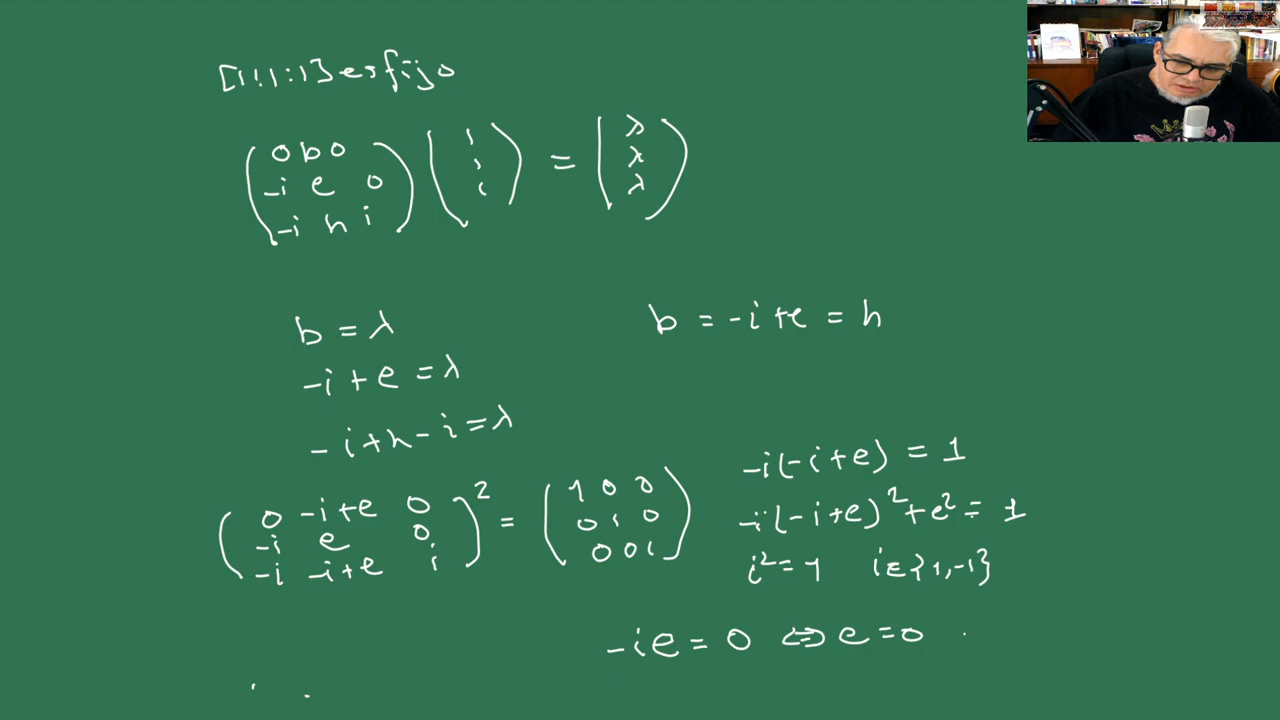 [1:1:1] es fijo
( 0 b 0 ) ( 1 ) = ( λ )
( -i e 0 ) ( 1 ) ( λ )
( -i h i ) ( 1 ) ( λ )
b = λ
-i + e = λ
-i + h - i = λ
b = -i + e = h
( 0 -i+e 0 )² = ( 1 0 0 )
( -i e 0 ) ( 0 1 0 )
( -i -i+e i ) ( 0 0 1 )
-i(-i+e) = 1
-i(-i+e)² + e² = 1
i² = 1 i ∈ {1, -1}
-ie = 0 ⇔ e = 0